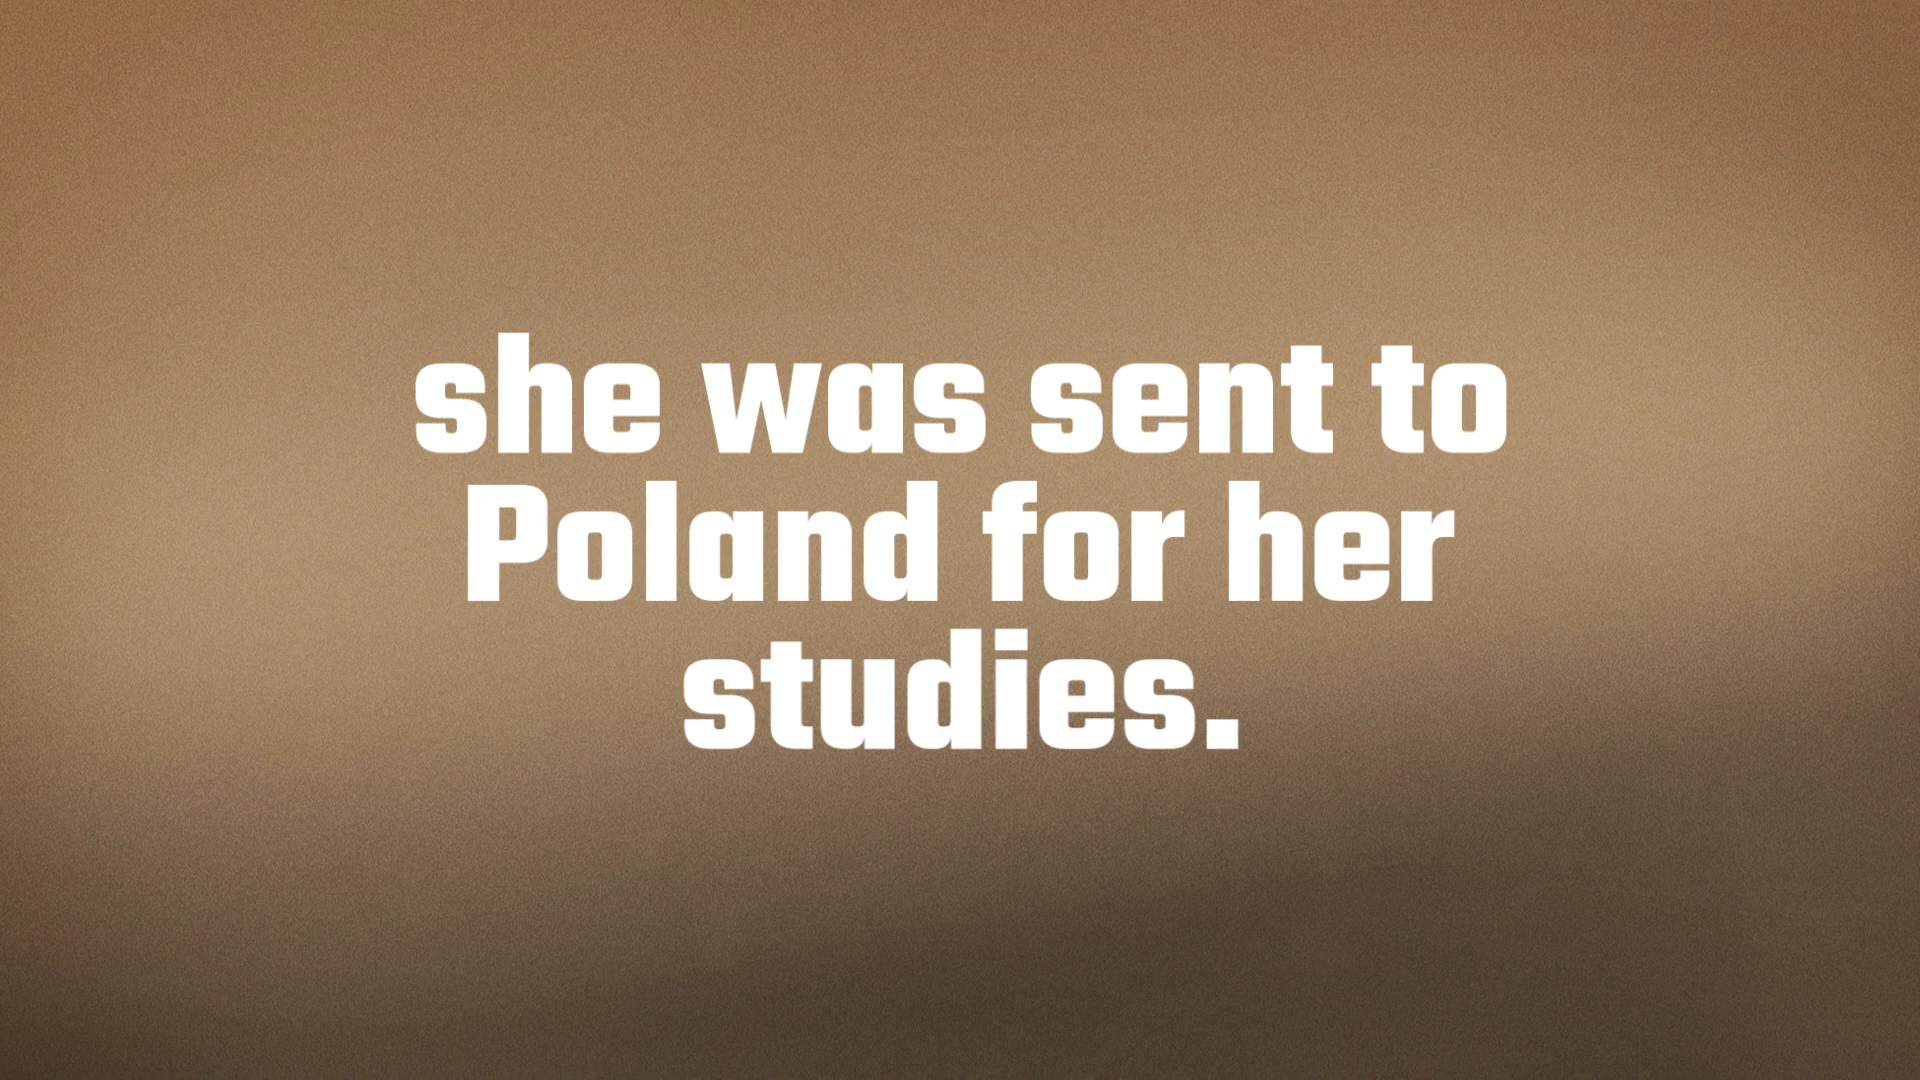 she was sent to
Poland for her
studies.